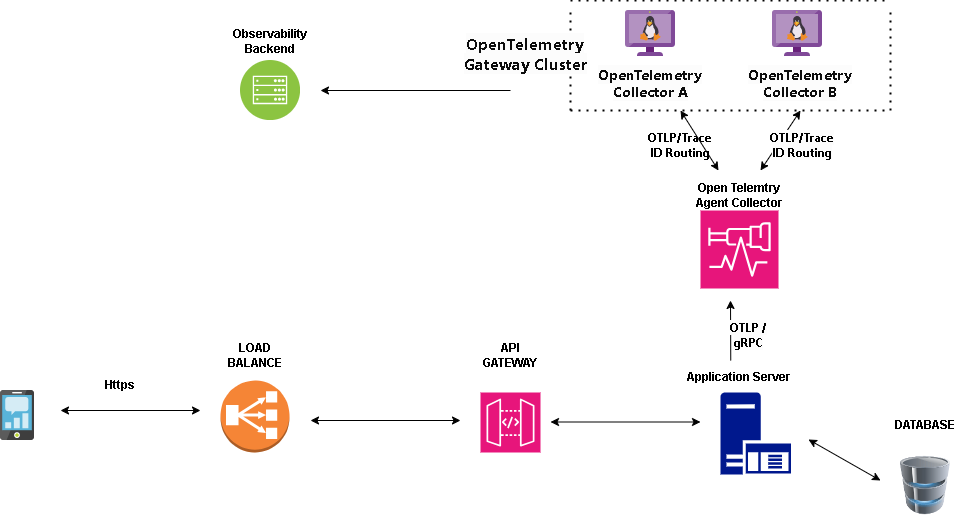 Observability
Backend
OpenTelemetry
Gateway Cluster
OpenTelemetry
Collector A
OpenTelemetry
Collector B
OTLP/Trace
ID Routing
OTLP/Trace
ID Routing
Open Telemtry
Agent Collector
OTLP /
gRPC
LOAD
BALANCE
API
GATEWAY
Application Server
Https
DATABASE